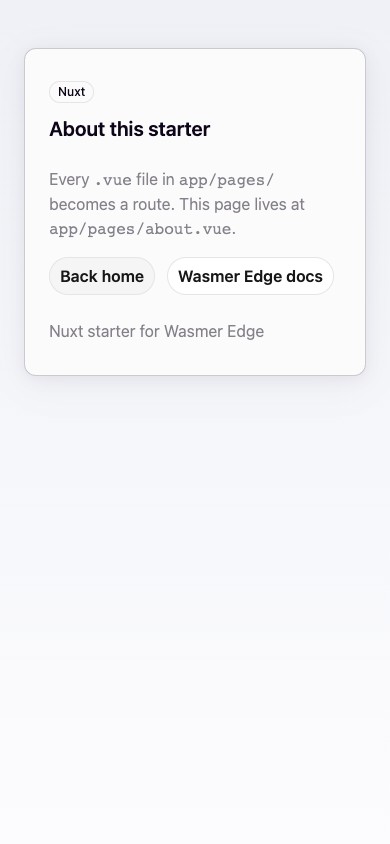 Nuxt
About this starter
Every .vue file in app/pages/
becomes a route. This page lives at
app/pages/about.vue.
Back home
Wasmer Edge docs
Nuxt starter for Wasmer Edge